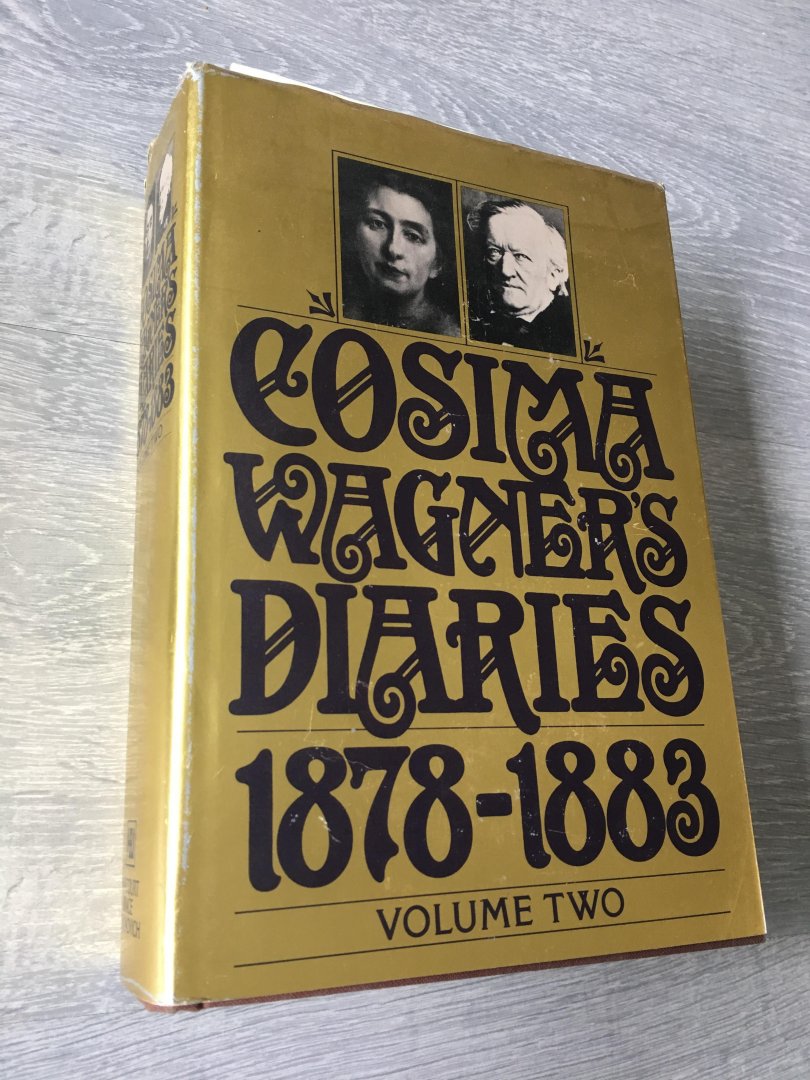 COSIMA
WAGNER'S
DIARIES
1878-1883
VOLUME TWO